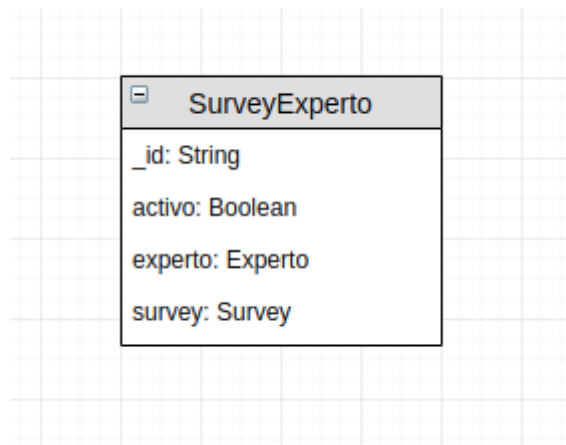 SurveyExperto
_id: String
activo: Boolean
experto: Experto
survey: Survey